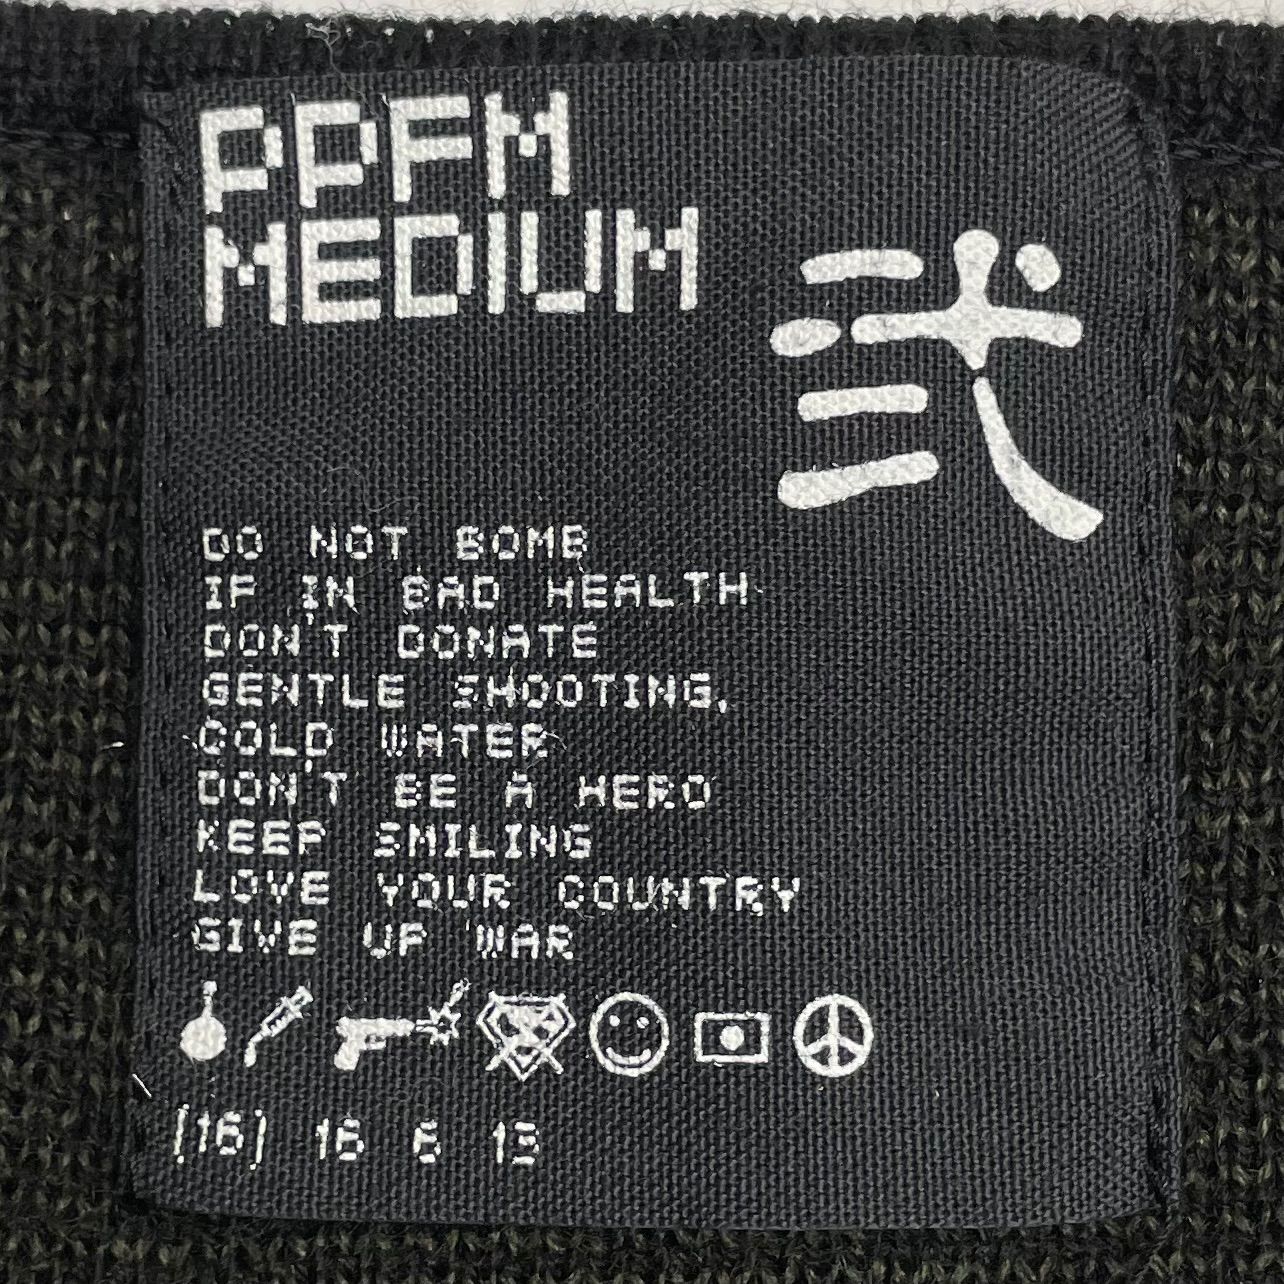 PPFM
MEDIUM
弐
DO NOT BOMB
IF IN BAD HEALTH
DON'T DONATE
GENTLE SHOOTING,
COLD WATER
DON'T BE A HERO
KEEP SMILING
LOVE YOUR COUNTRY
GIVE UP WAR
(16) 16 6 13